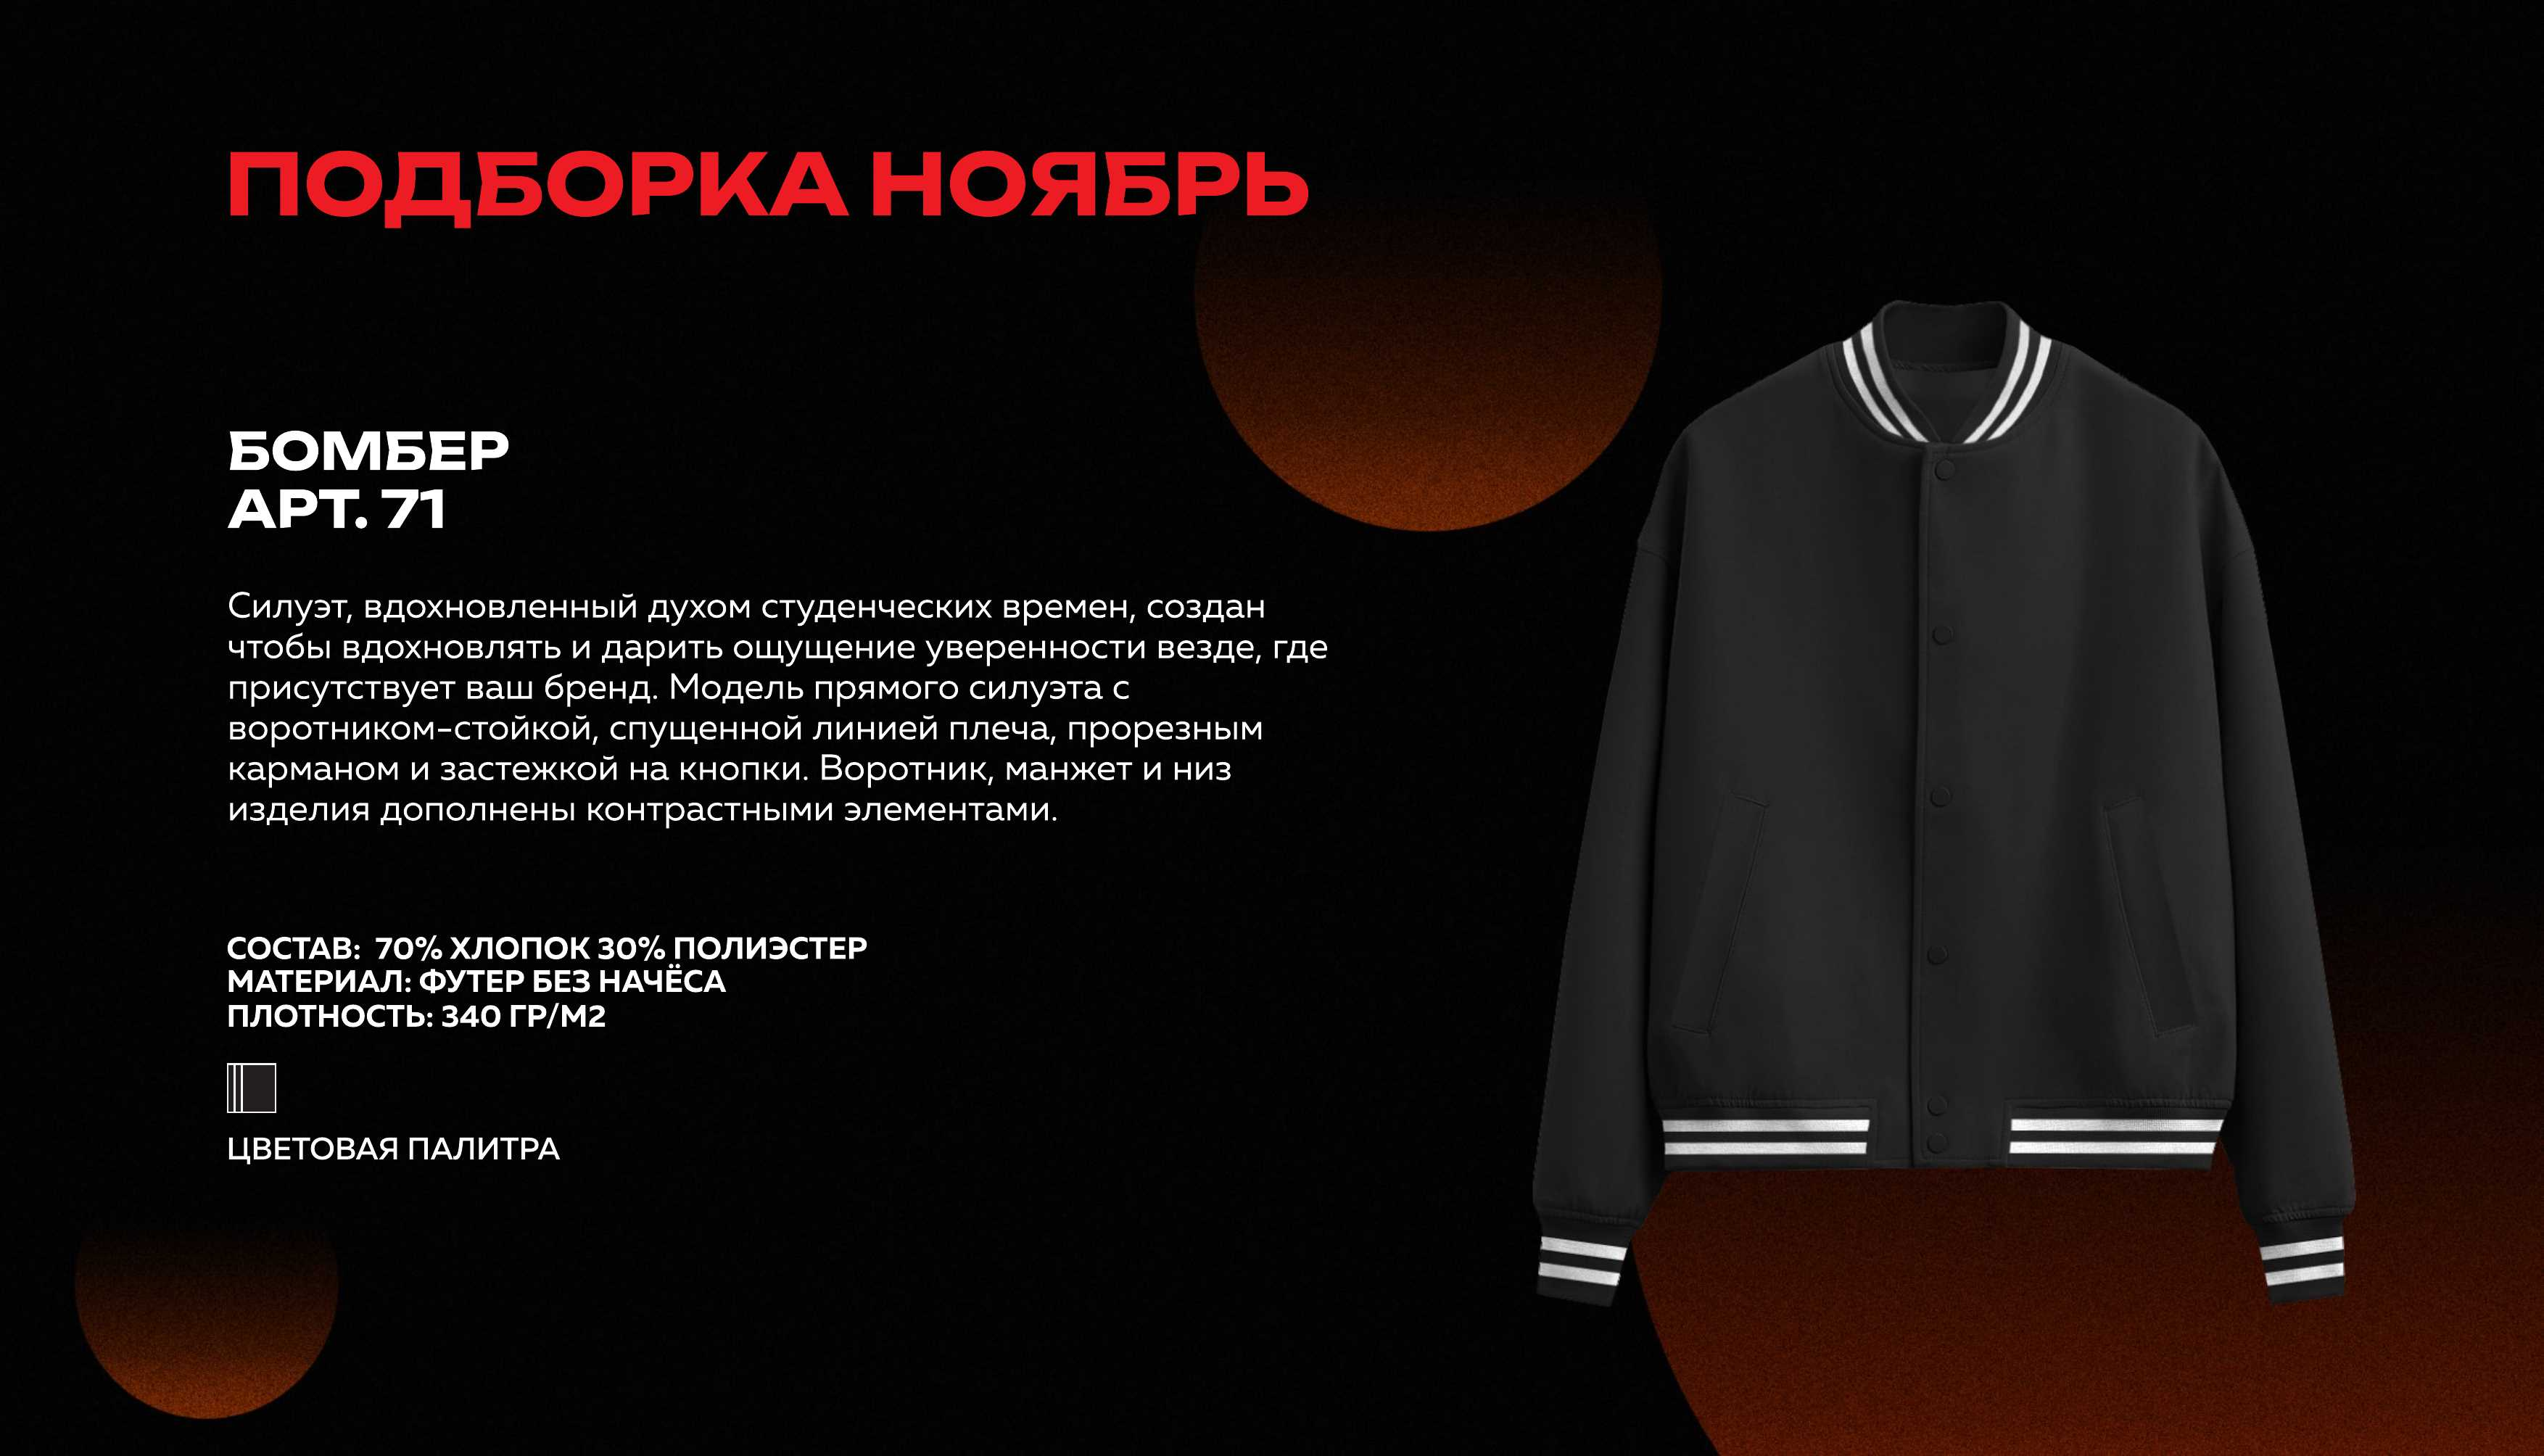 ПОДБОРКА НОЯБРЬ
БОМБЕР
АРТ. 71
Силуэт, вдохновленный духом студенческих времен, создан
чтобы вдохновлять и дарить ощущение уверенности везде, где
присутствует ваш бренд. Модель прямого силуэта с
воротником-стойкой, спущенной линией плеча, прорезным
карманом и застежкой на кнопки. Воротник, манжет и низ
изделия дополнены контрастными элементами.
СОСТАВ: 70% ХЛОПОК 30% ПОЛИЭСТЕР
МАТЕРИАЛ: ФУТЕР БЕЗ НАЧЁСА
ПЛОТНОСТЬ: 340 ГР/М2
ЦВЕТОВАЯ ПАЛИТРА